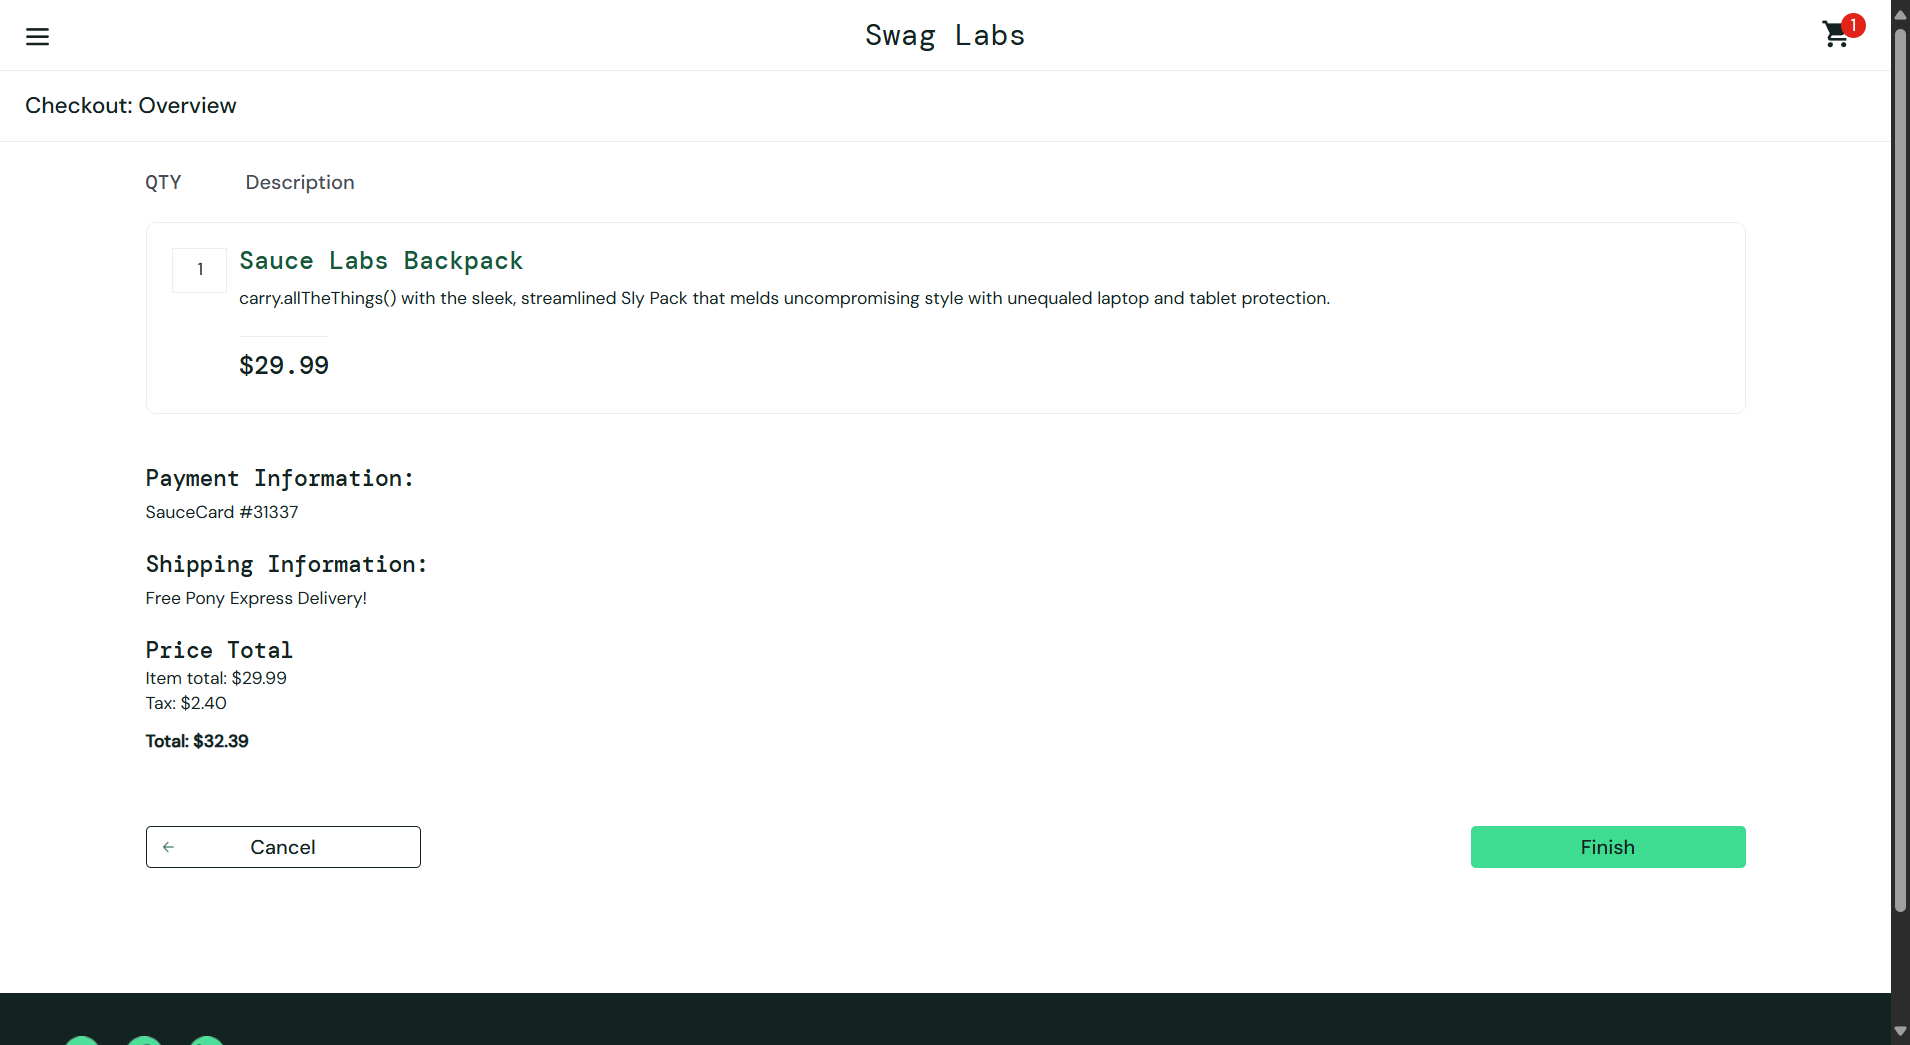 Swag Labs
1
Checkout: Overview
QTY Description
1
Sauce Labs Backpack
carry.allTheThings() with the sleek, streamlined Sly Pack that melds uncompromising style with unequaled laptop and tablet protection.
$29.99
Payment Information:
SauceCard #31337
Shipping Information:
Free Pony Express Delivery!
Price Total
Item total: $29.99
Tax: $2.40
Total: $32.39
Cancel
Finish